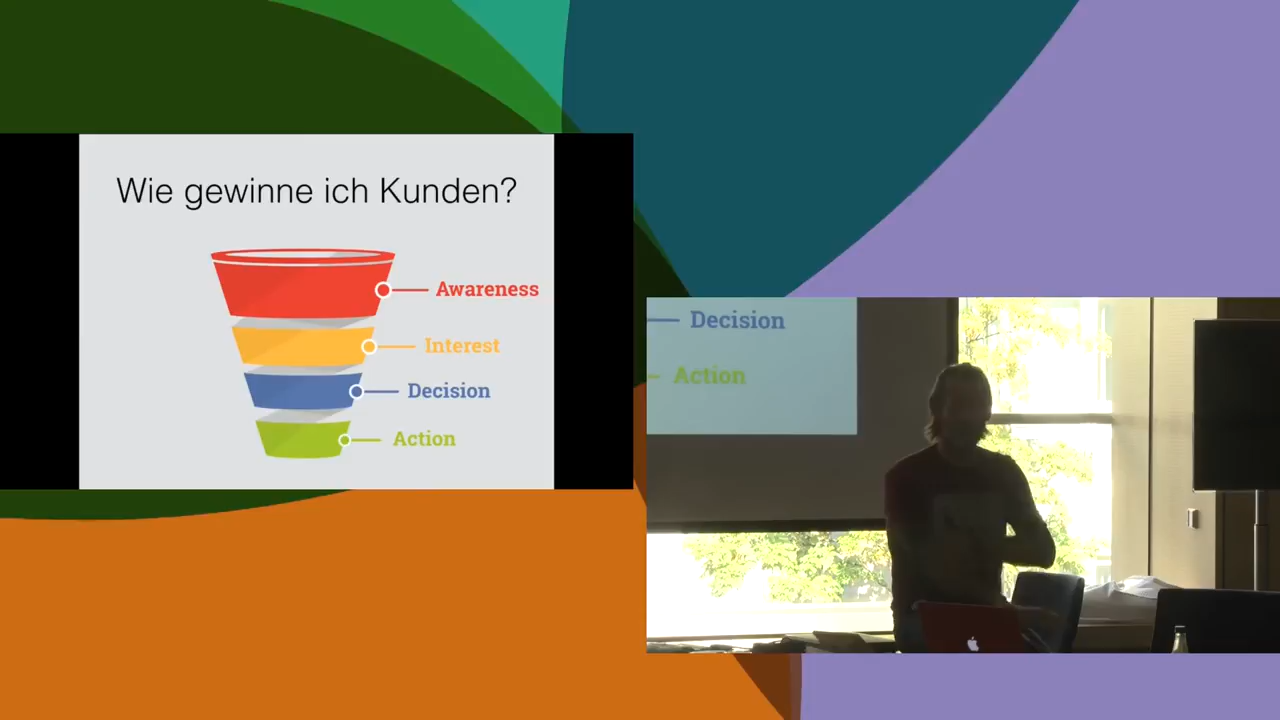 Wie gewinne ich Kunden?
Awareness
Interest
Decision
Action
Decision
Action